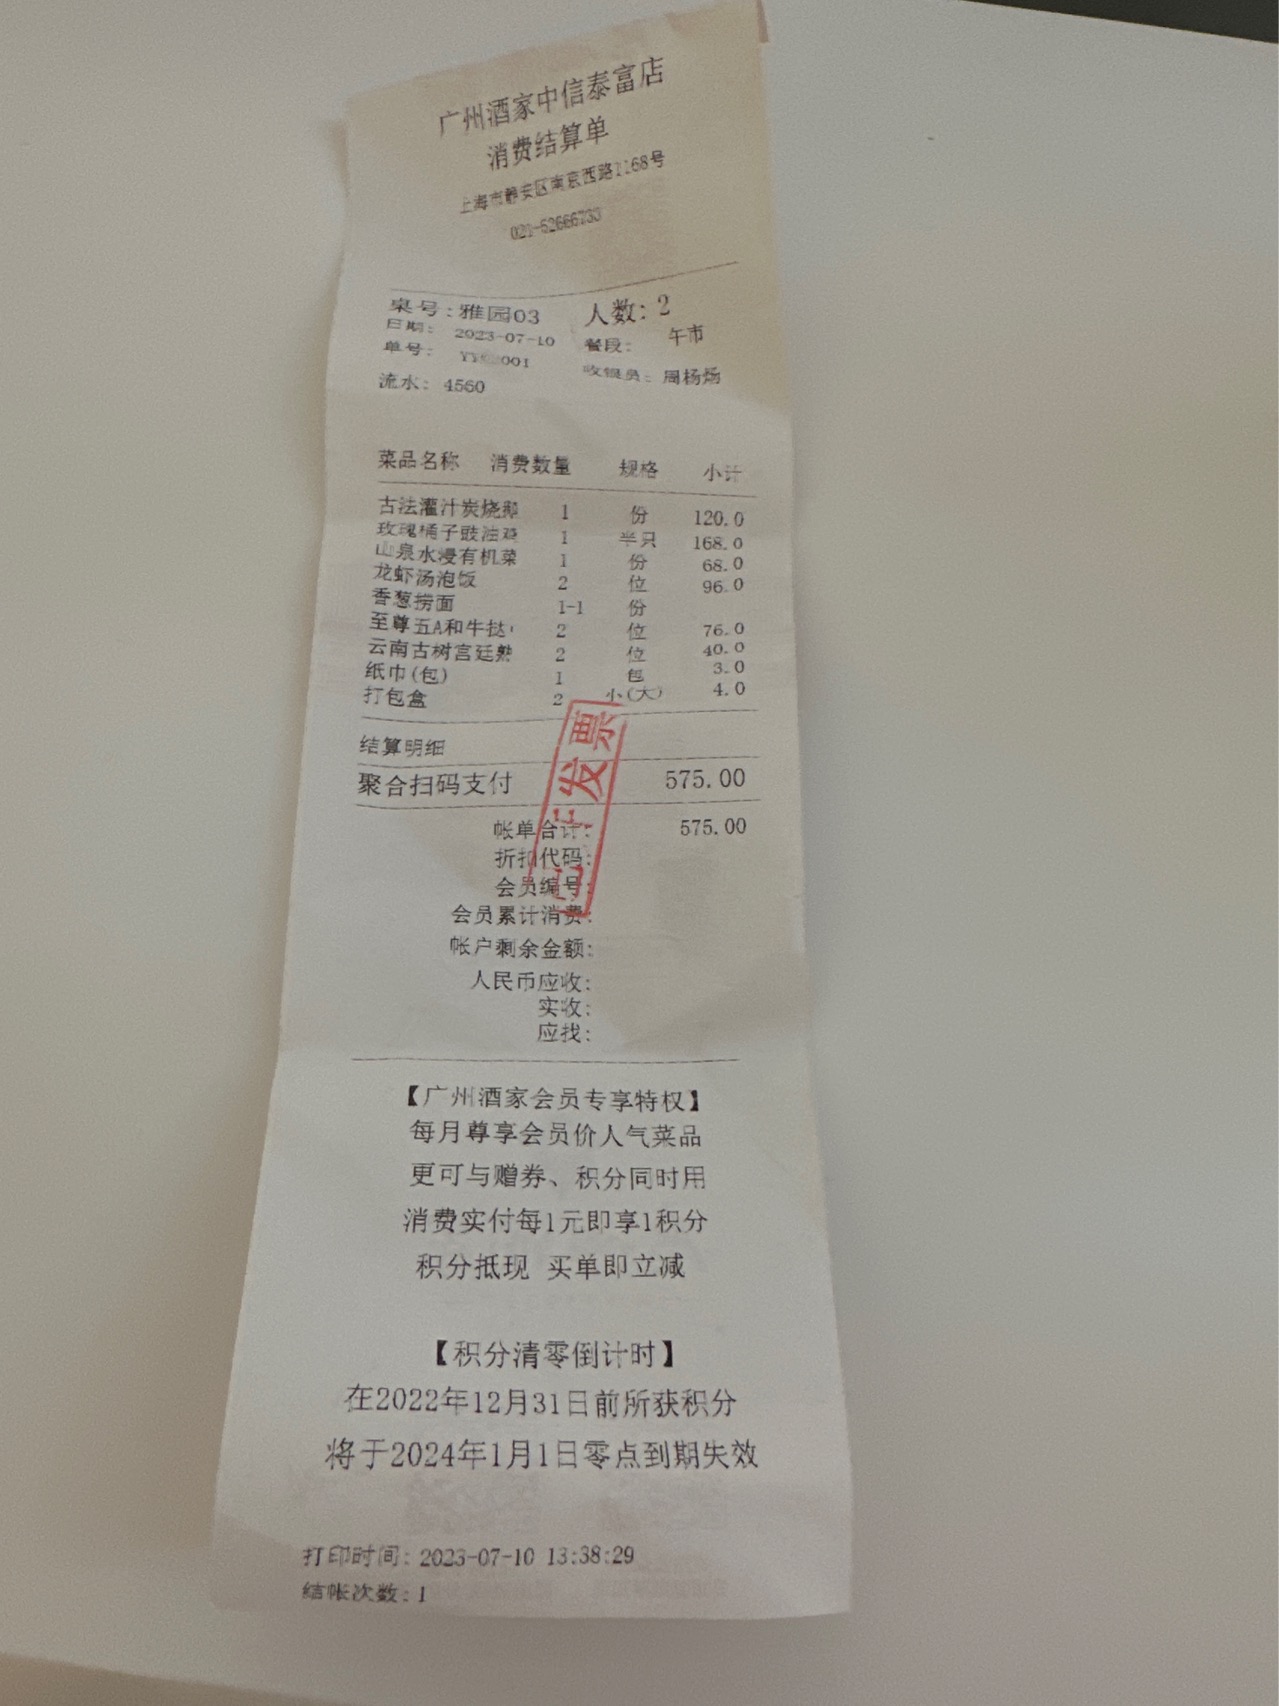 广州酒家中信泰富店
消费结算单
上海市静安区南京西路1168号
021-52666733
桌号:雅园03 人数:2
日期: 2023-07-10 餐段: 午市
单号: 001 收银员: 周杨炀
流水: 4560
菜品名称 消费数量 规格 小计
古法灌汁炭烧 1 份 120.0
玫瑰桶子豉油鸡 1 半只 168.0
山泉水浸有机菜 1 份 68.0
龙虾汤泡饭 2 位 96.0
香葱捞面 1-1 份
至尊五A和牛挞 2 位 76.0
云南古树宫廷熟 2 位 40.0
纸巾(包) 1 包 3.0
打包盒 2 小(大) 4.0
结算明细
聚合扫码支付 575.00
帐单合计: 575.00
折扣代码:
会员编号:
会员累计消费:
帐户剩余金额:
人民币应收:
实收:
应找:
已开发票
【广州酒家会员专享特权】
每月尊享会员价人气菜品
更可与赠券、积分同时用
消费实付每1元即享1积分
积分抵现 买单即立减
【积分清零倒计时】
在2022年12月31日前所获积分
将于2024年1月1日零点到期失效
打印时间: 2023-07-10 13:38:29
结帐次数: 1